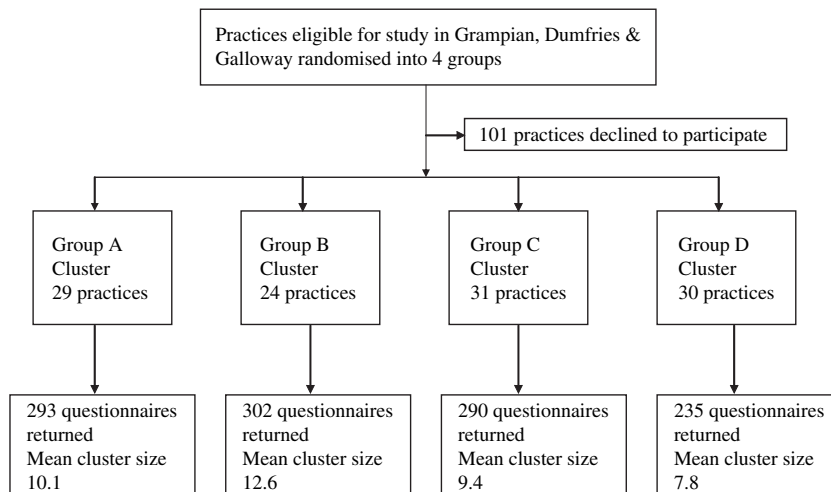 Practices eligible for study in Grampian, Dumfries &
Galloway randomised into 4 groups
101 practices declined to participate
Group A
Cluster
29 practices
Group B
Cluster
24 practices
Group C
Cluster
31 practices
Group D
Cluster
30 practices
293 questionnaires
returned
Mean cluster size
10.1
302 questionnaires
returned
Mean cluster size
12.6
290 questionnaires
returned
Mean cluster size
9.4
235 questionnaires
returned
Mean cluster size
7.8